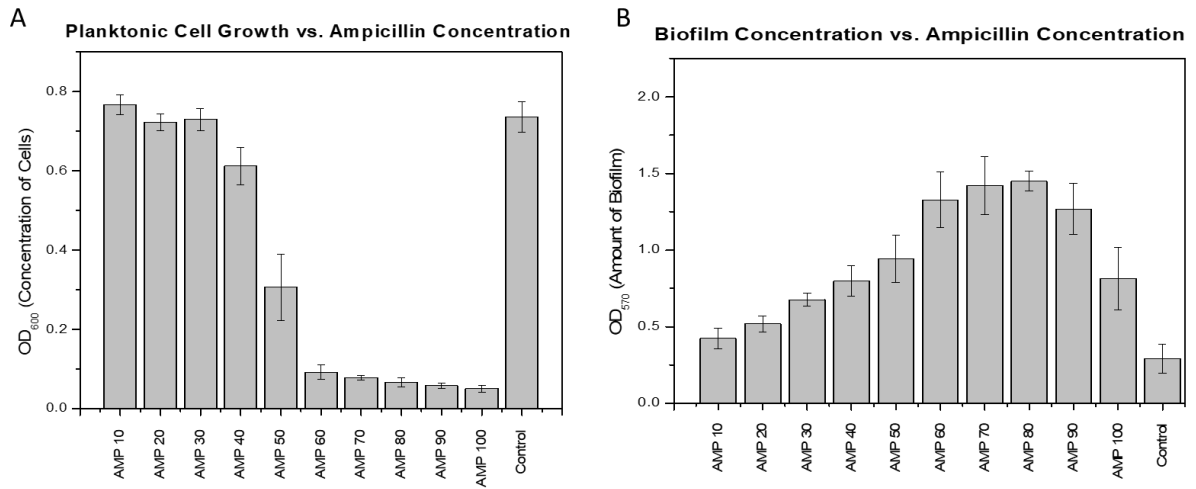 A
Planktonic Cell Growth vs. Ampicillin Concentration
OD600 (Concentration of Cells)
0.8
0.6
0.4
0.2
0.0
AMP 10
AMP 20
AMP 30
AMP 40
AMP 50
AMP 60
AMP 70
AMP 80
AMP 90
AMP 100
Control
B
Biofilm Concentration vs. Ampicillin Concentration
OD570 (Amount of Biofilm)
2.0
1.5
1.0
0.5
0.0
AMP 10
AMP 20
AMP 30
AMP 40
AMP 50
AMP 60
AMP 70
AMP 80
AMP 90
AMP 100
Control